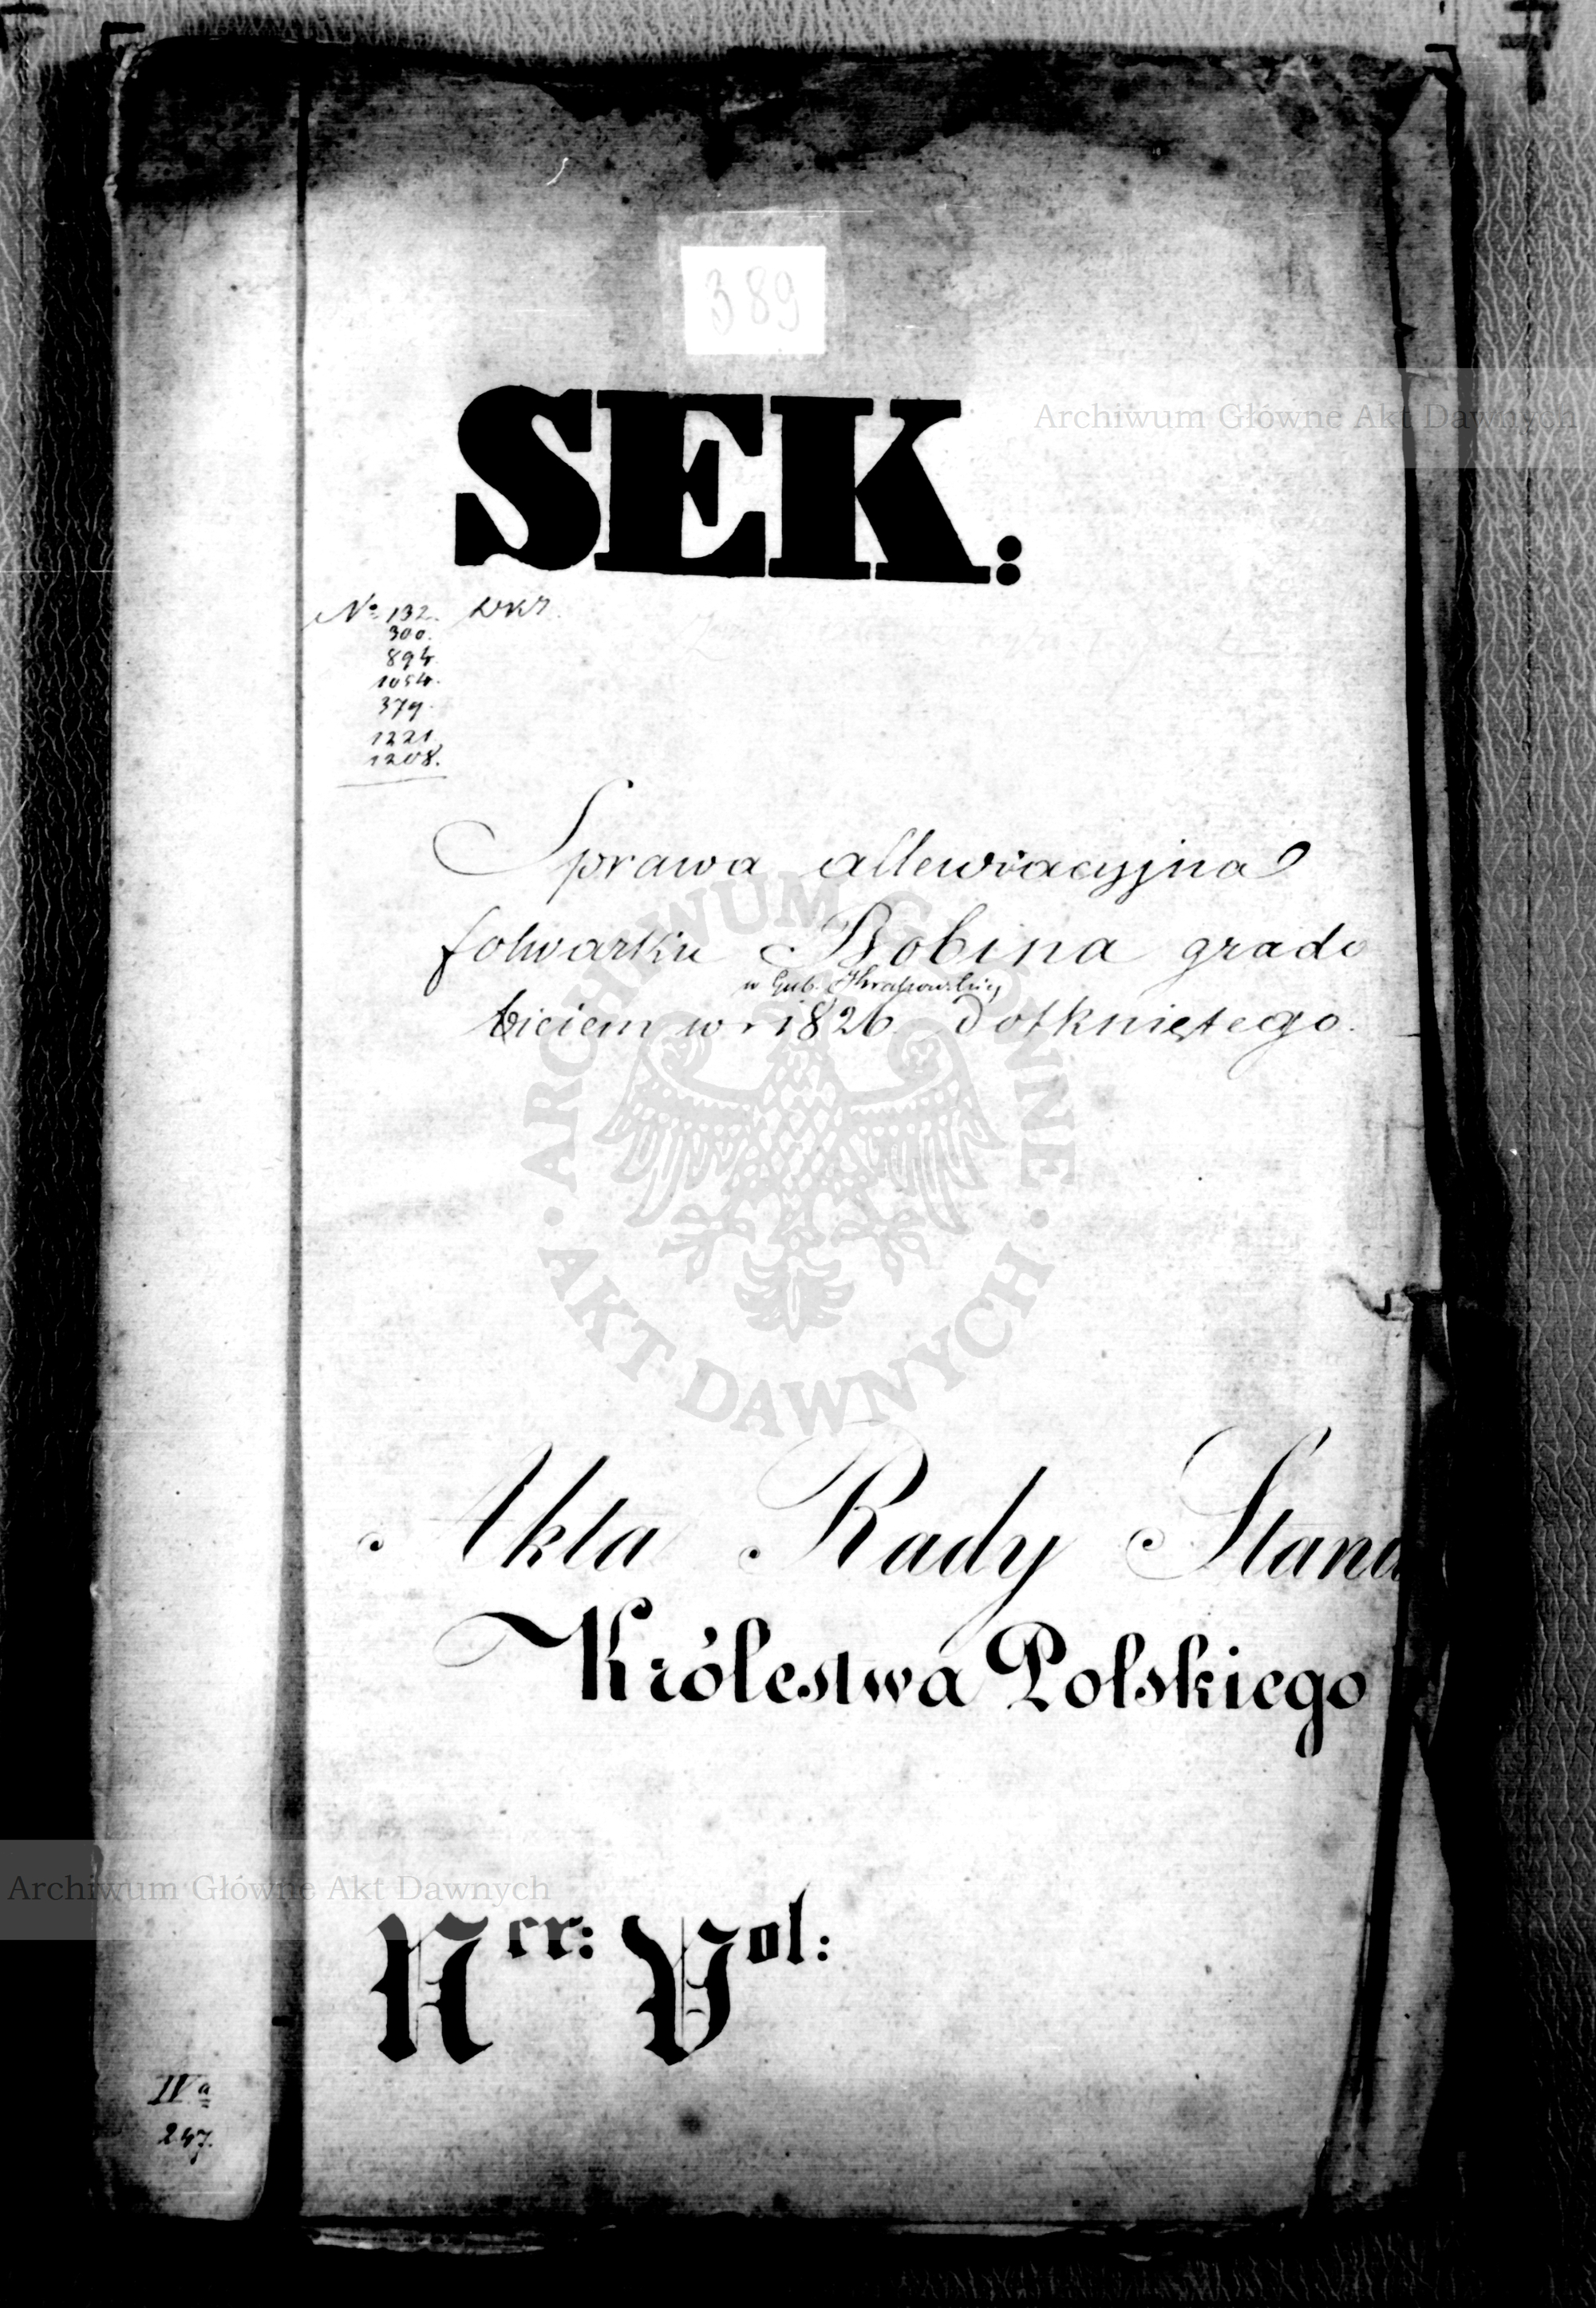 389
SEK:
Archiwum Główne Akt Dawnych
No 132.
300.
894.
1054.
379.
1221.
1208.
Sprawa allewiacyjna
folwarku Bobina grado
w Gub. Krakowskiej
biciem w r 1826. dotkniętego.
ARCHIWUM GŁÓWNE
AKT DAWNYCH
Akta Rady Stanu
Królestwa Polskiego
Archiwum Główne Akt Dawnych
Ner: Vol:
IVa
247.